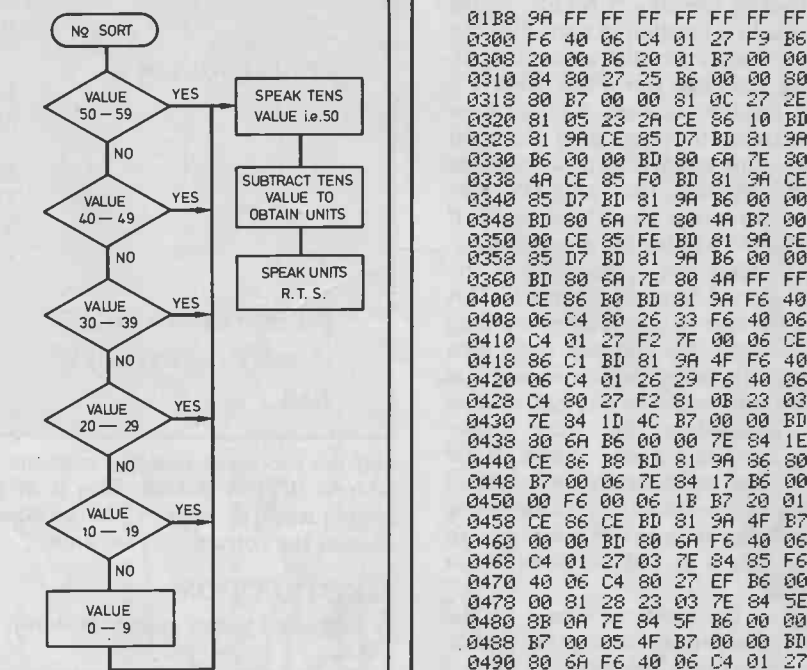 Nọ SORT
VALUE
50 — 59
YES
NO
VALUE
40 — 49
YES
NO
VALUE
30 — 39
YES
NO
VALUE
20 — 29
YES
NO
VALUE
10 — 19
YES
NO
VALUE
0 — 9
SPEAK TENS
VALUE i.e.50
SUBTRACT TENS
VALUE TO
OBTAIN UNITS
SPEAK UNITS
R.T.S.
01B8 9A FF FF FF FF FF FF FF
0300 F6 40 06 C4 01 27 F9 B6
0308 20 00 B6 20 01 B7 00 00
0310 84 80 27 25 B6 00 00 80
0318 80 B7 00 00 81 0C 27 2E
0320 81 05 23 2A CE 86 10 BD
0328 81 9A CE 85 D7 BD 81 9A
0330 B6 00 00 BD 80 6A 7E 80
0338 4A CE 85 F0 BD 81 9A CE
0340 85 D7 BD 81 9A B6 00 00
0348 BD 80 6A 7E 80 4A B7 00
0350 00 CE 85 FE BD 81 9A CE
0358 85 D7 BD 81 9A B6 00 00
0360 BD 80 6A 7E 80 4A FF FF
0400 CE 86 B0 BD 81 9A F6 40
0408 06 C4 80 26 33 F6 40 06
0410 C4 01 27 F2 7F 00 06 CE
0418 86 C1 BD 81 9A 4F F6 40
0420 06 C4 01 26 29 F6 40 06
0428 C4 80 27 F2 81 0B 23 03
0430 7E 84 1D 4C B7 00 00 BD
0438 80 6A B6 00 00 7E 84 1E
0440 CE 86 B8 BD 81 9A 86 80
0448 B7 00 06 7E 84 17 B6 00
0450 00 F6 00 06 1B B7 20 01
0458 CE 86 CE BD 81 9A 4F B7
0460 00 00 BD 80 6A F6 40 06
0468 C4 01 27 03 7E 84 85 F6
0470 40 06 C4 80 27 EF B6 00
0478 00 81 28 23 03 7E 84 5E
0480 8B 0A 7E 84 5F B6 00 00
0488 B7 00 05 4F B7 00 00 BD
0490 80 6A F6 40 06 C4 01 27